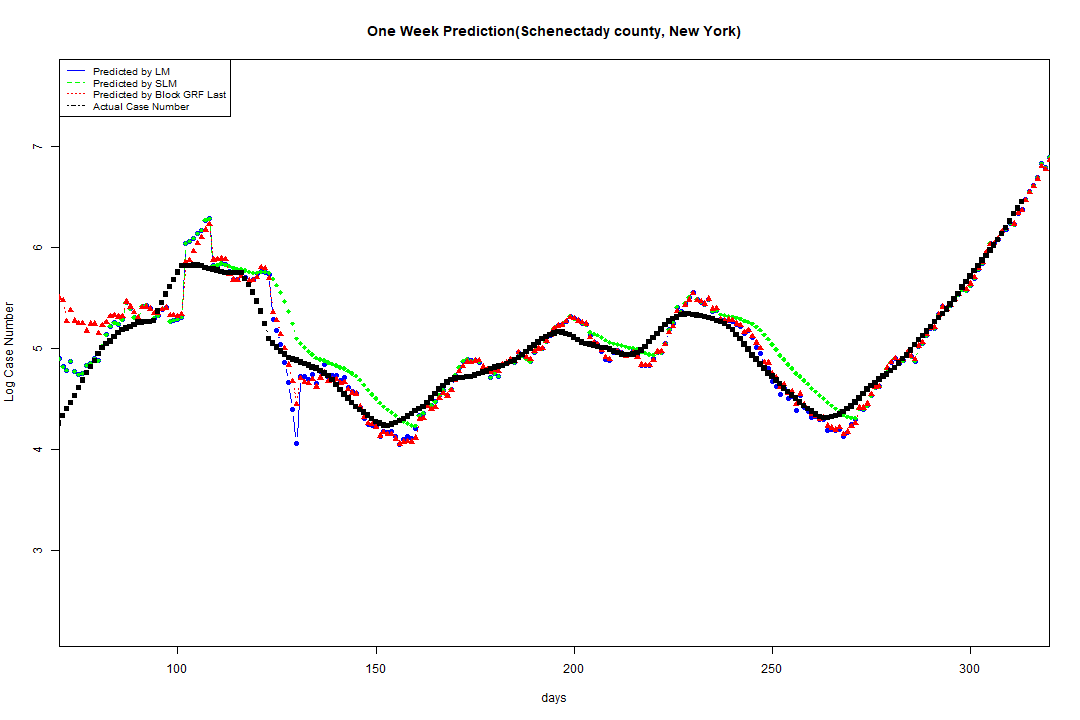 One Week Prediction(Schenectady county, New York)
Predicted by LM
Predicted by SLM
Predicted by Block GRF Last
Actual Case Number
7
6
5
4
3
Log Case Number
100 150 200 250 300
days